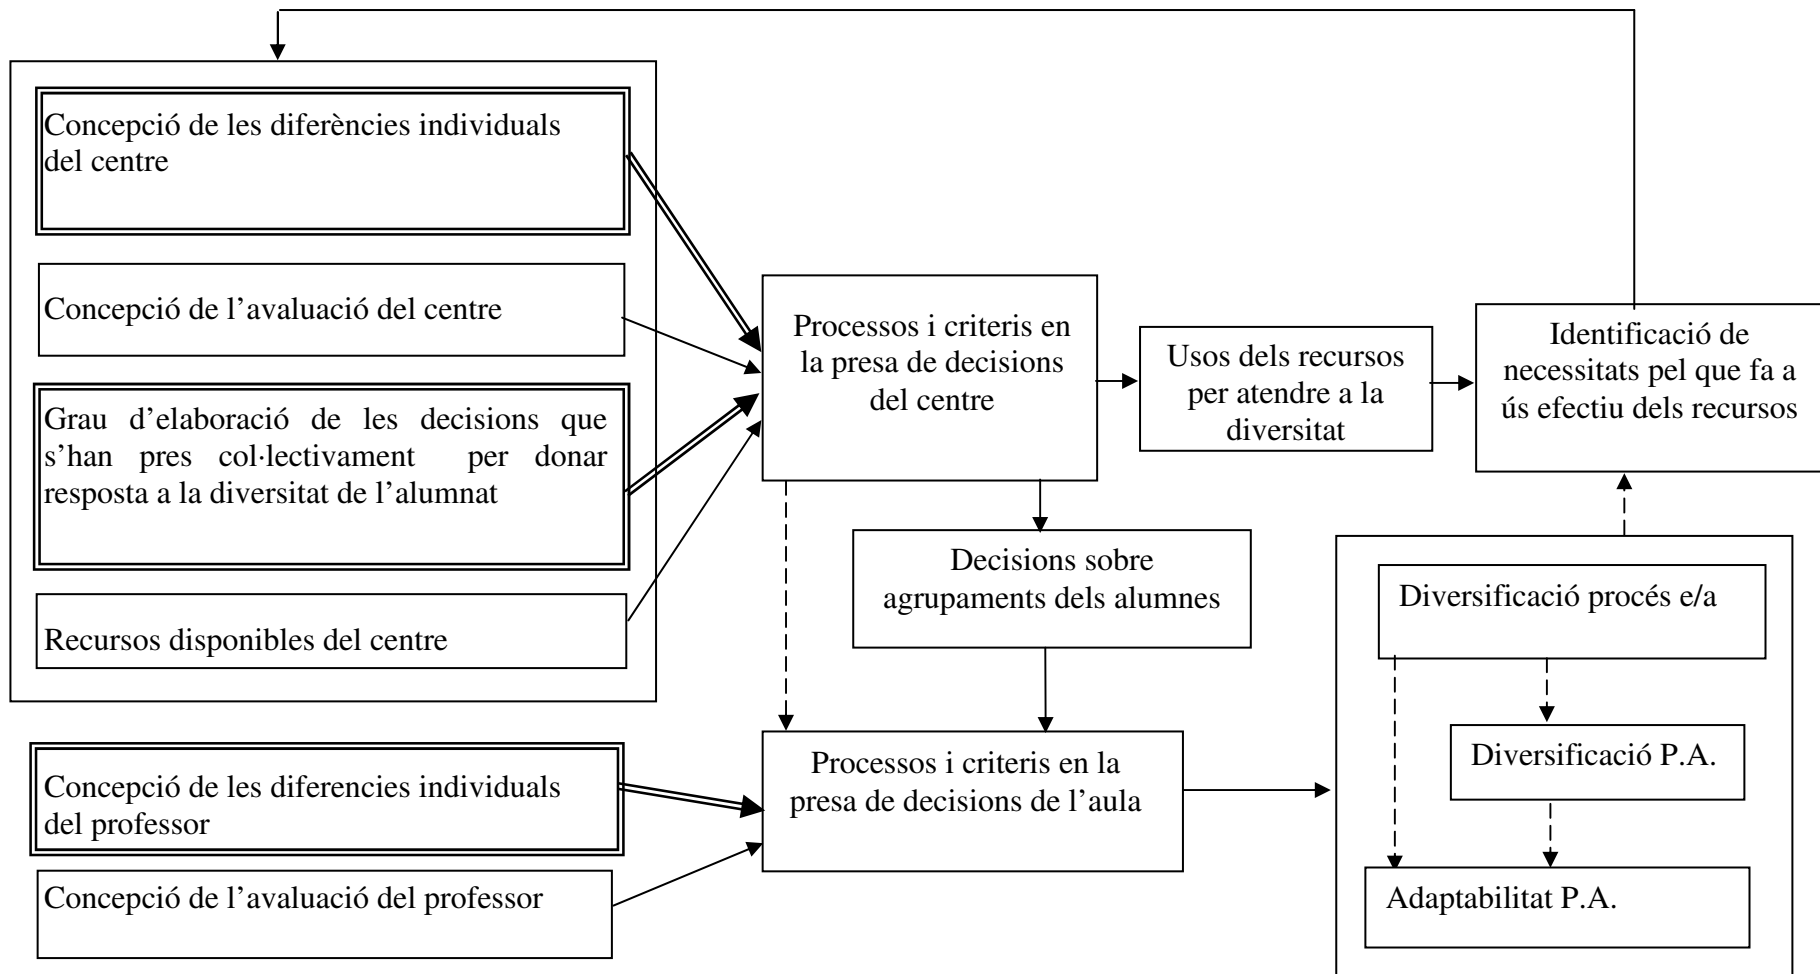 Concepció de les diferències individuals
del centre
Concepció de l’avaluació del centre
Grau d’elaboració de les decisions que
s’han pres col·lectivament per donar
resposta a la diversitat de l’alumnat
Recursos disponibles del centre
Concepció de les diferencies individuals
del professor
Concepció de l’avaluació del professor
Processos i criteris en
la presa de decisions
del centre
Usos dels recursos
per atendre a la
diversitat
Identificació de
necessitats pel que fa a
ús efectiu dels recursos
Decisions sobre
agrupaments dels alumnes
Processos i criteris en la
presa de decisions de l’aula
Diversificació procés e/a
Diversificació P.A.
Adaptabilitat P.A.